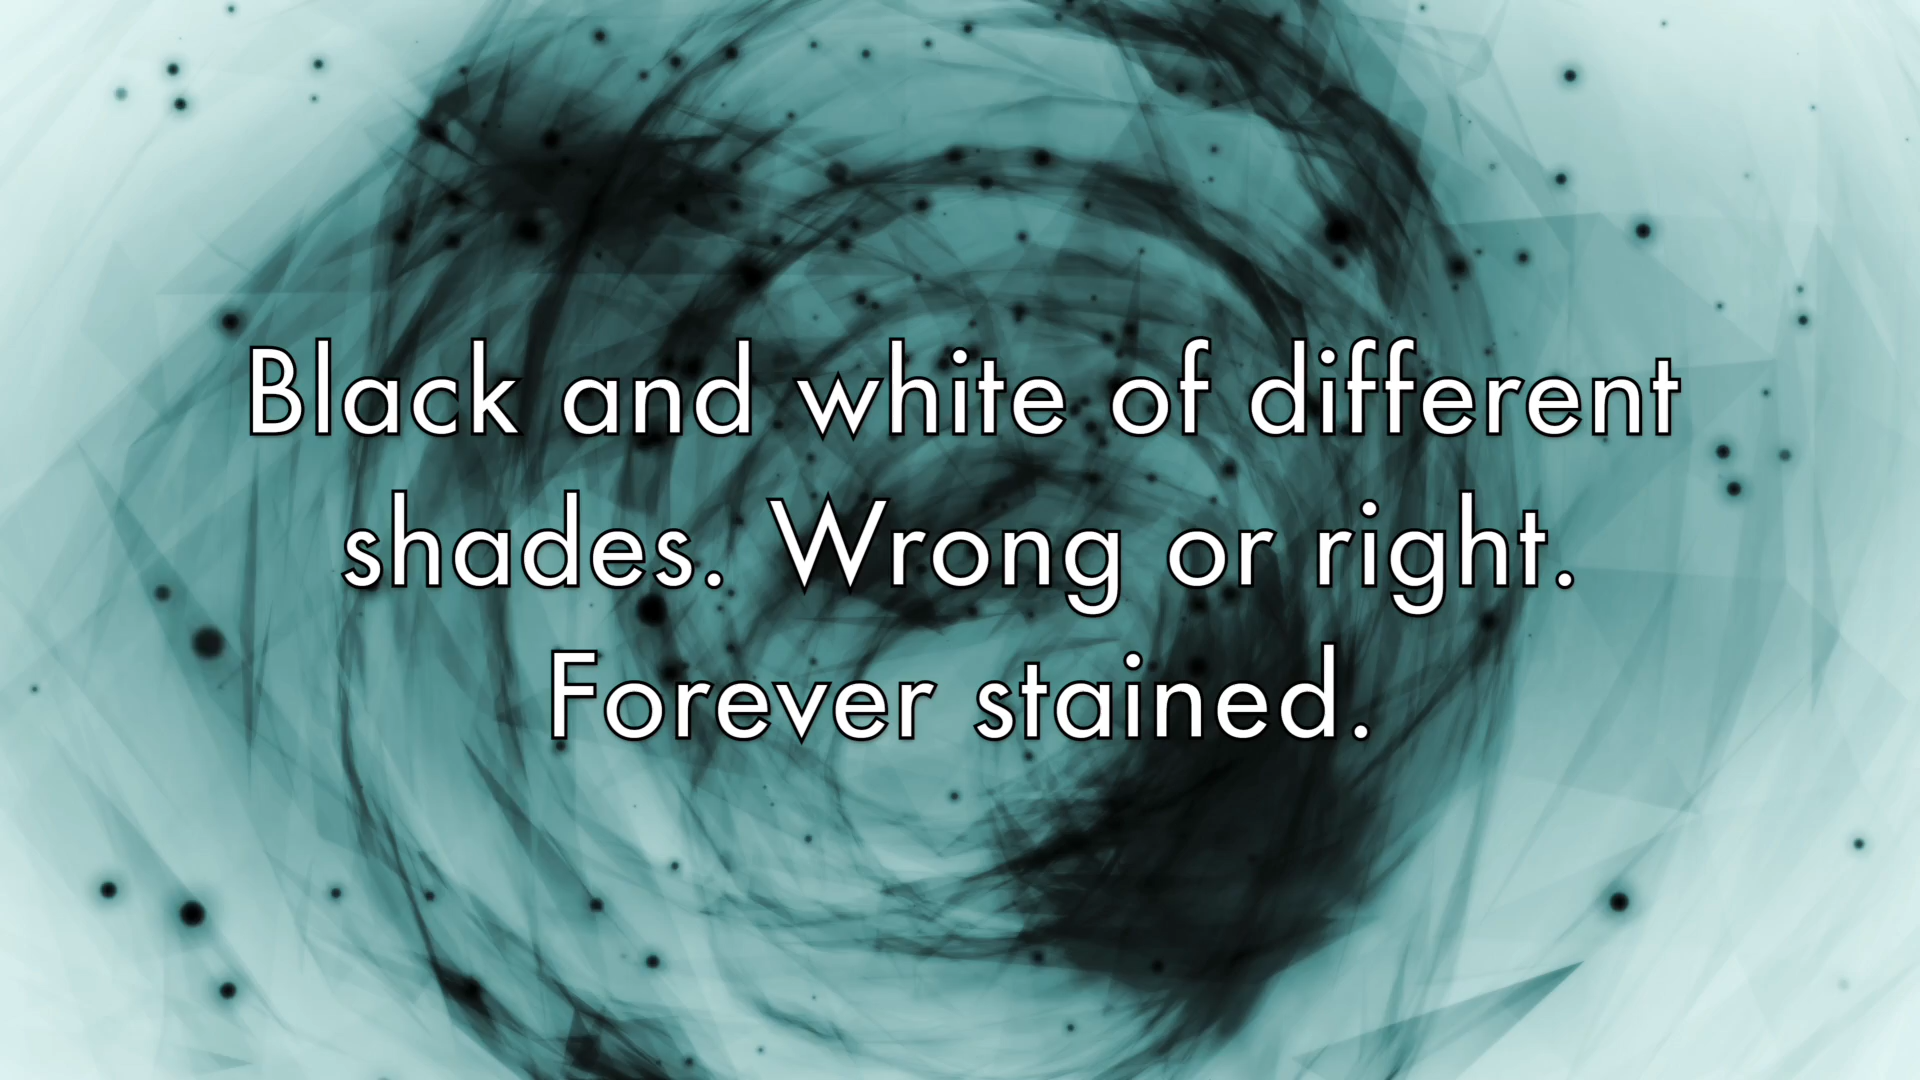 Black and white of different
shades. Wrong or right.
Forever stained.